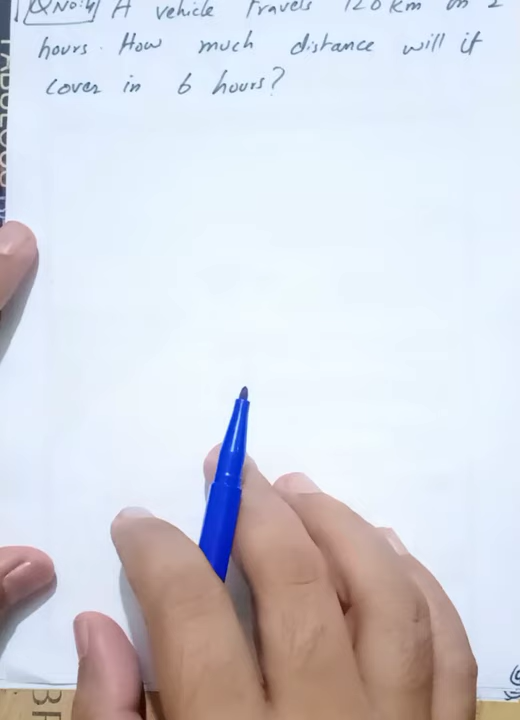 Q No:4) A vehicle travels 120 km in 2
hours. How much distance will it
cover in 6 hours?